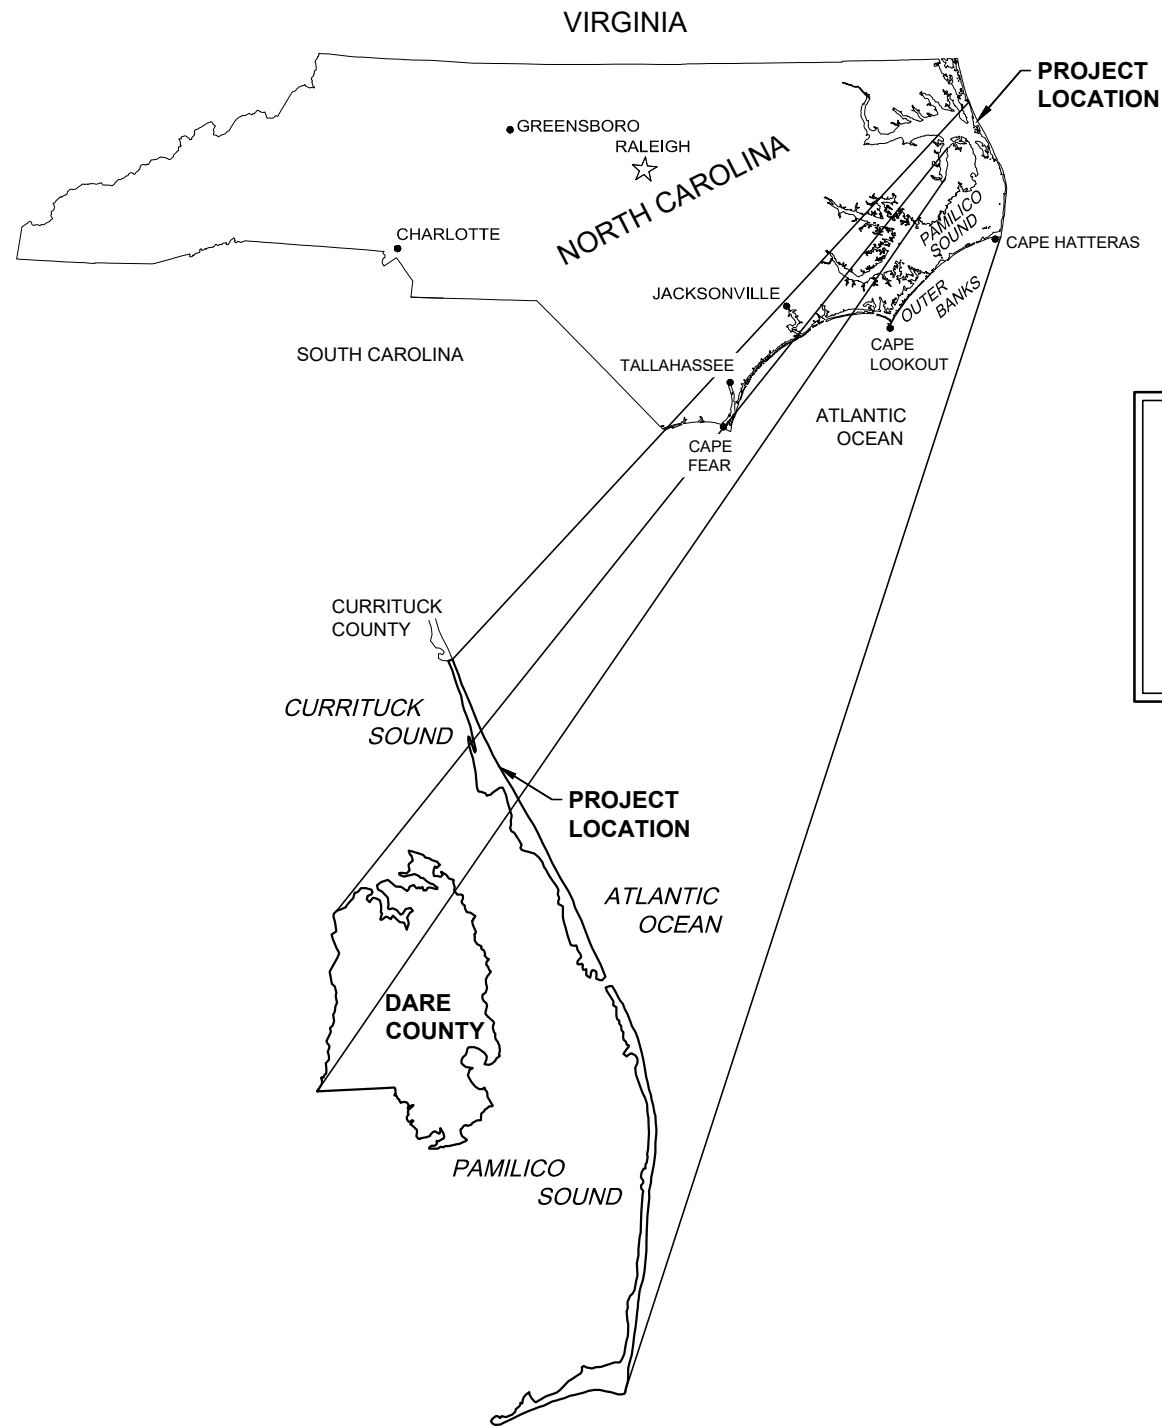 VIRGINIA
PROJECT
LOCATION
GREENSBORO
RALEIGH
NORTH CAROLINA
CHARLOTTE
PAMILICO
SOUND
CAPE HATTERAS
JACKSONVILLE
OUTER
BANKS
SOUTH CAROLINA
CAPE
LOOKOUT
TALLAHASSEE
ATLANTIC
OCEAN
CAPE
FEAR
CURRITUCK
COUNTY
CURRITUCK
SOUND
PROJECT
LOCATION
ATLANTIC
OCEAN
DARE
COUNTY
PAMILICO
SOUND